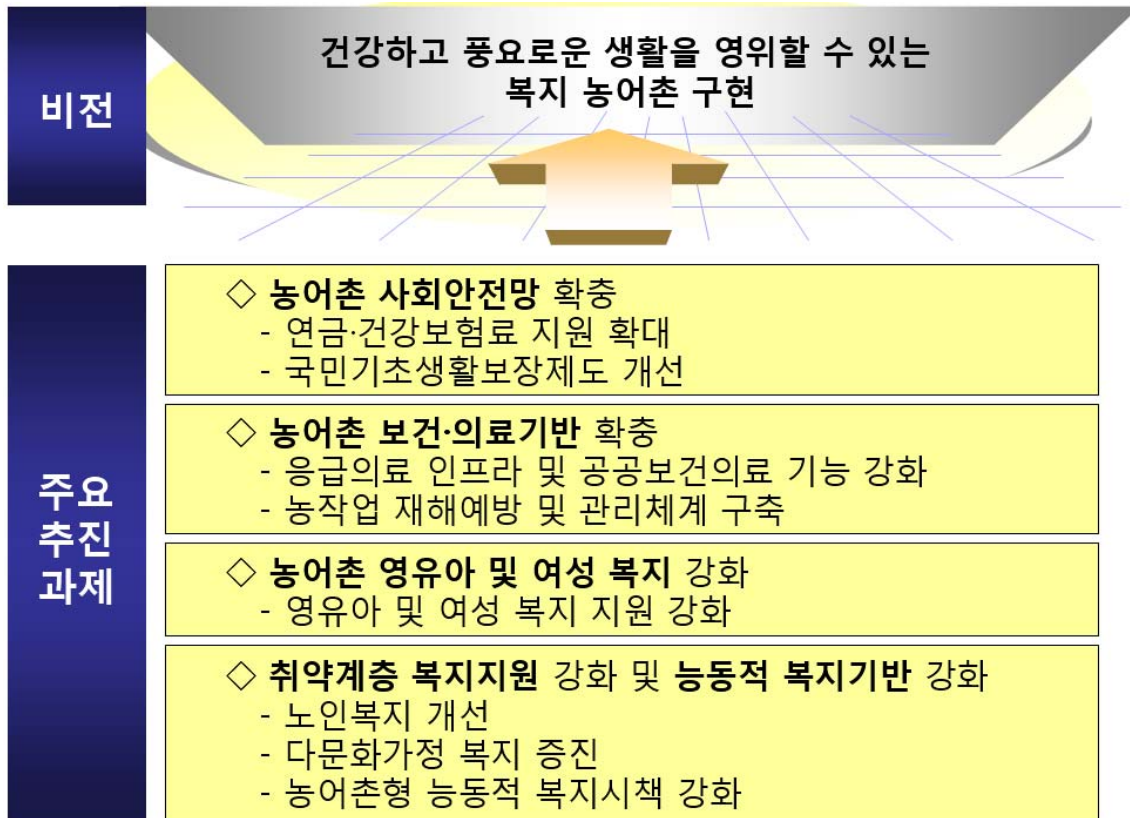 비전
건강하고 풍요로운 생활을 영위할 수 있는
복지 농어촌 구현
주요
추진
과제
◇ 농어촌 사회안전망 확충
- 연금·건강보험료 지원 확대
- 국민기초생활보장제도 개선
◇ 농어촌 보건·의료기반 확충
- 응급의료 인프라 및 공공보건의료 기능 강화
- 농작업 재해예방 및 관리체계 구축
◇ 농어촌 영유아 및 여성 복지 강화
- 영유아 및 여성 복지 지원 강화
◇ 취약계층 복지지원 강화 및 능동적 복지기반 강화
- 노인복지 개선
- 다문화가정 복지 증진
- 농어촌형 능동적 복지시책 강화